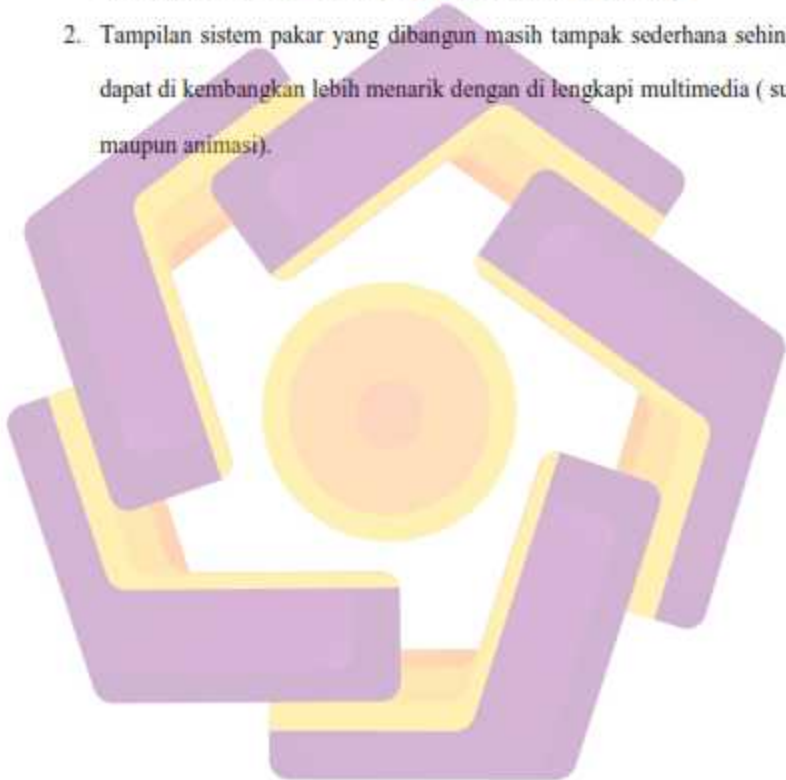 2. Tampilan sistem pakar yang dibangun masih tampak sederhana
dapat di kembangkan lebih menarik dengan di lengkapi multimedia (
maupun animasi).